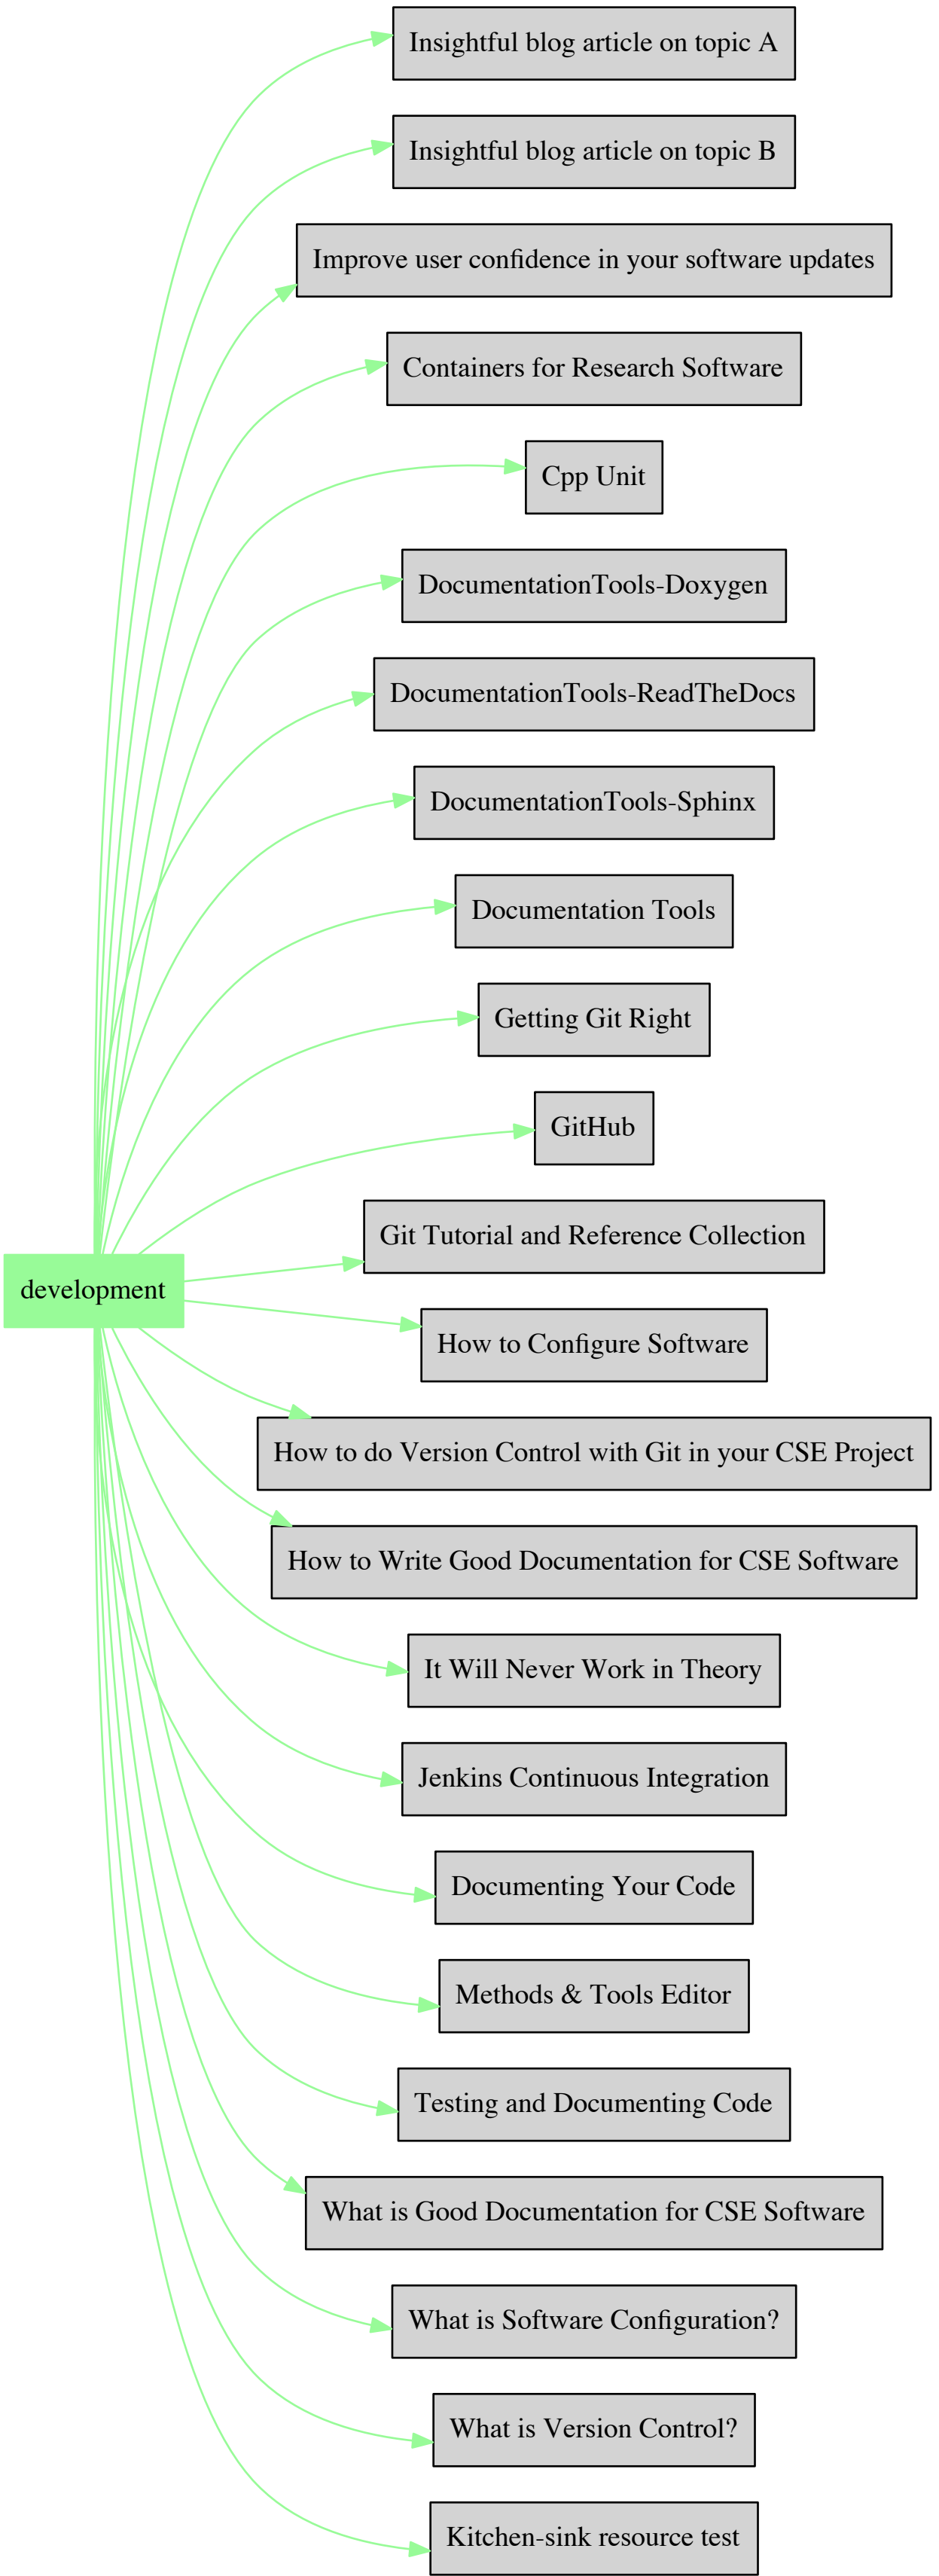 Insightful blog article on topic A
Insightful blog article on topic B
Improve user confidence in your software updates
Containers for Research Software
Cpp Unit
DocumentationTools-Doxygen
DocumentationTools-ReadTheDocs
DocumentationTools-Sphinx
Documentation Tools
Getting Git Right
GitHub
Git Tutorial and Reference Collection
development
How to Configure Software
How to do Version Control with Git in your CSE Project
How to Write Good Documentation for CSE Software
It Will Never Work in Theory
Jenkins Continuous Integration
Documenting Your Code
Methods & Tools Editor
Testing and Documenting Code
What is Good Documentation for CSE Software
What is Software Configuration?
What is Version Control?
Kitchen-sink resource test